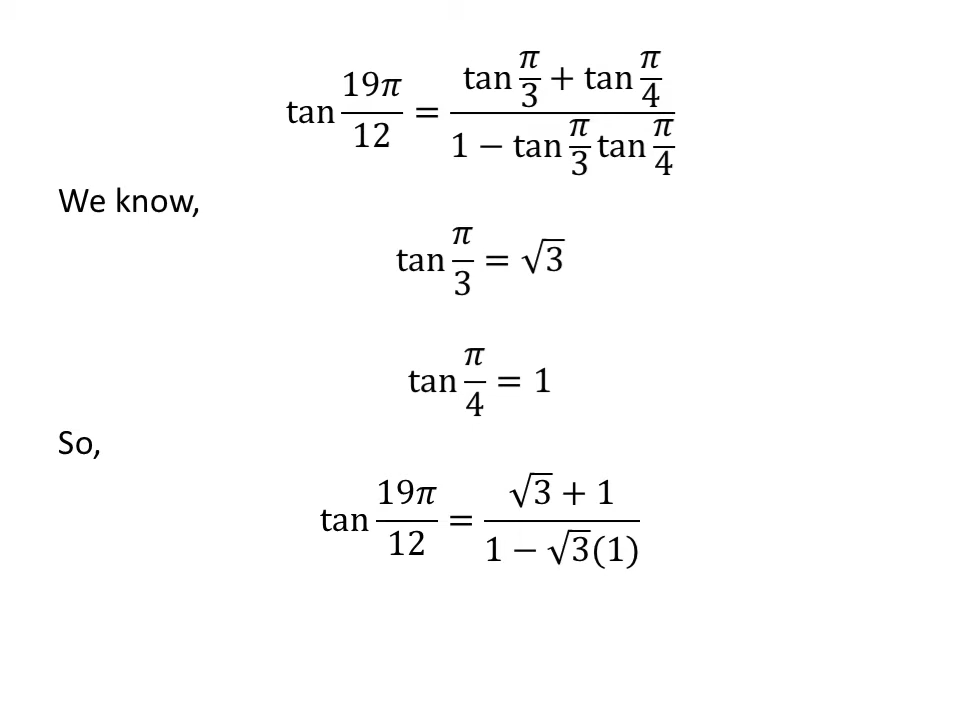 tan 19π/12 = (tan π/3 + tan π/4)/(1 − tan π/3 tan π/4)
We know,
tan π/3 = √3
tan π/4 = 1
So,
tan 19π/12 = (√3 + 1)/(1 − √3(1))